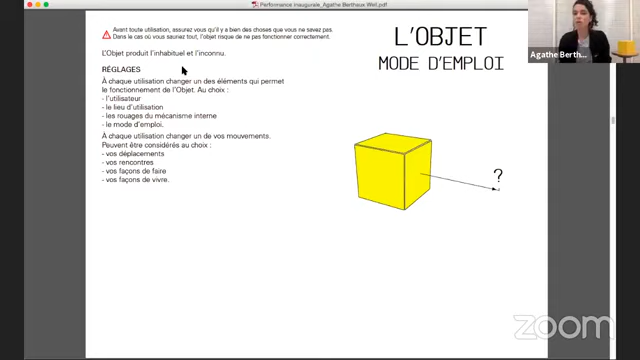 Performance inaugurale_Agathe Berthaux Weil.pdf
Avant toute utilisation, assurez vous qu'il y a bien des choses que vous ne savez pas.
Dans le cas où vous sauriez tout, l'objet risque de ne pas fonctionner correctement.
L'Objet produit l'inhabituel et l'inconnu.
RÉGLAGES
À chaque utilisation changer un des éléments qui permet
le fonctionnement de l'Objet. Au choix :
- l'utilisateur
- le lieu d'utilisation
- les rouages du mécanisme interne
- le mode d'emploi.
À chaque utilisation changer un de vos mouvements.
Peuvent être considérés au choix :
- vos déplacements
- vos rencontres
- vos façons de faire
- vos façons de vivre.
L'OBJET
MODE D'EMPLOI
?
Agathe Berth...
zoom